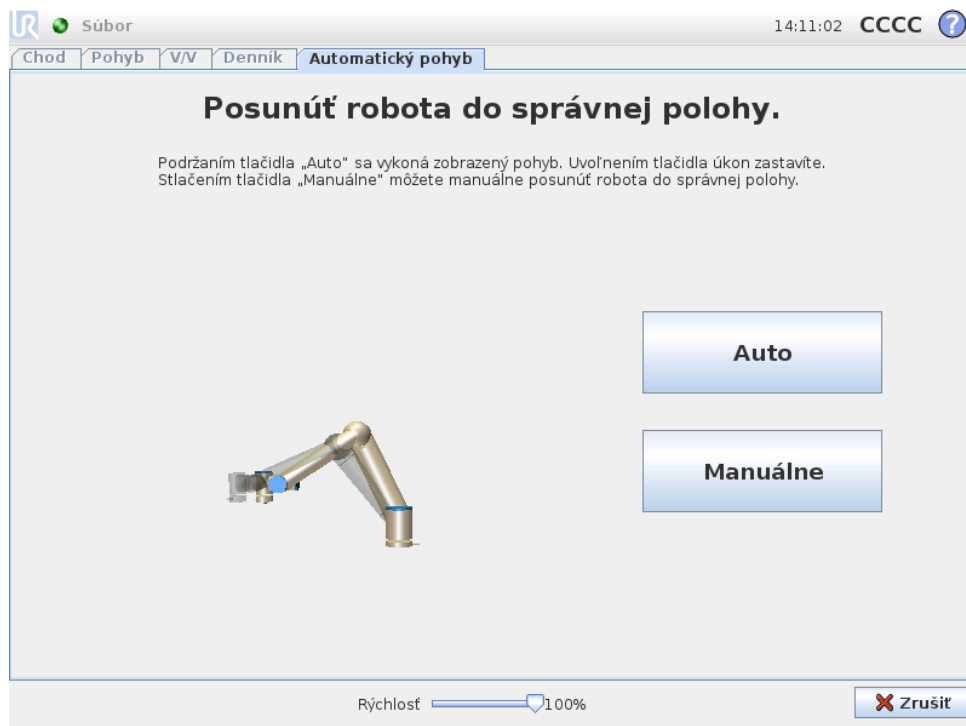 UR Súbor 14:11:02 CCCC ?
Chod Pohyb V/V Denník Automatický pohyb
Posunúť robota do správnej polohy.
Podržaním tlačidla „Auto" sa vykoná zobrazený pohyb. Uvoľnením tlačidla úkon zastavíte.
Stlačením tlačidla „Manuálne" môžete manuálne posunúť robota do správnej polohy.
Auto
Manuálne
Rýchlosť 100% Zrušiť